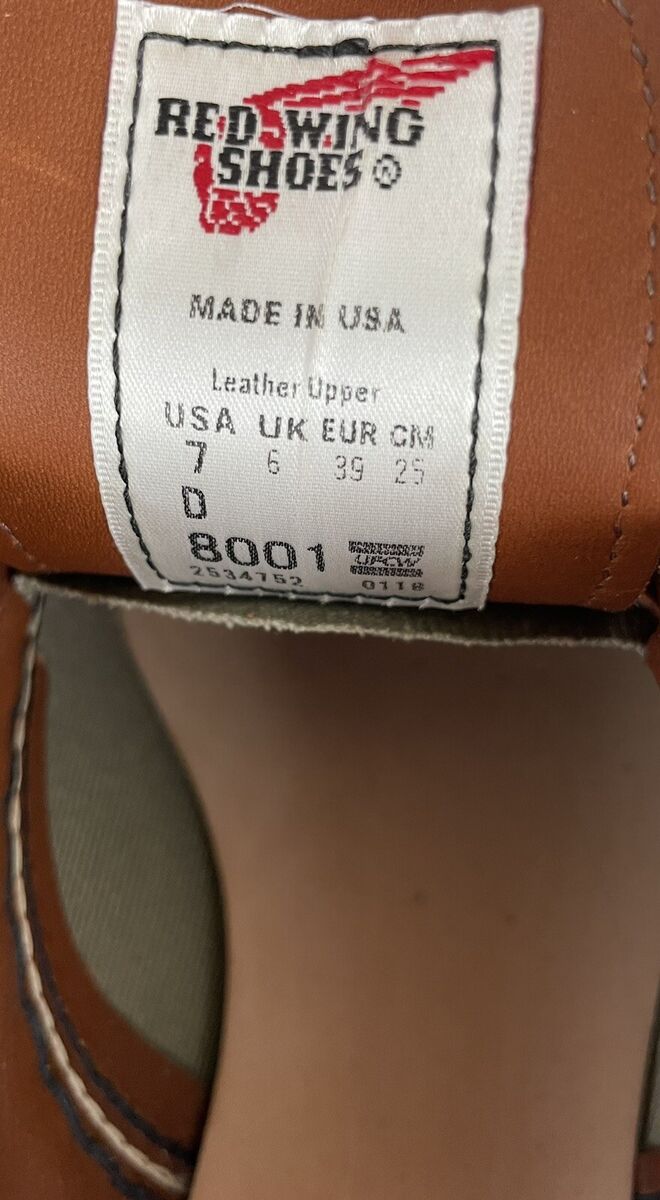 RED WING
SHOES ®
MADE IN USA
Leather Upper
USA UK EUR CM
7 6 39 25
D
8001 UFCW
2534752 0118